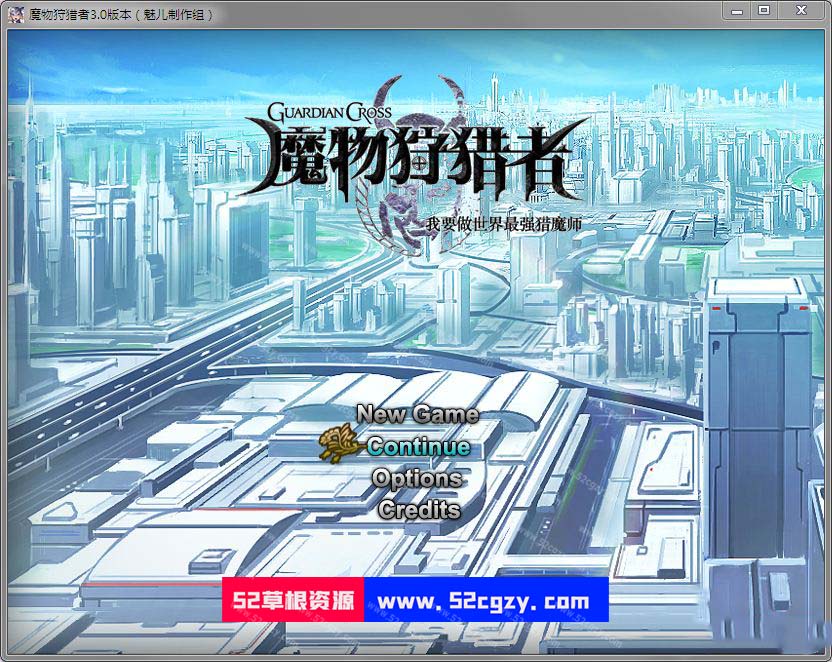 魔物狩猎者3.0版本（魅儿制作组）
GUARDIAN CROSS
魔物狩猎者
我要做世界最强猎魔师
New Game
Continue
Options
Credits
52草根资源 www.52cgzy.com